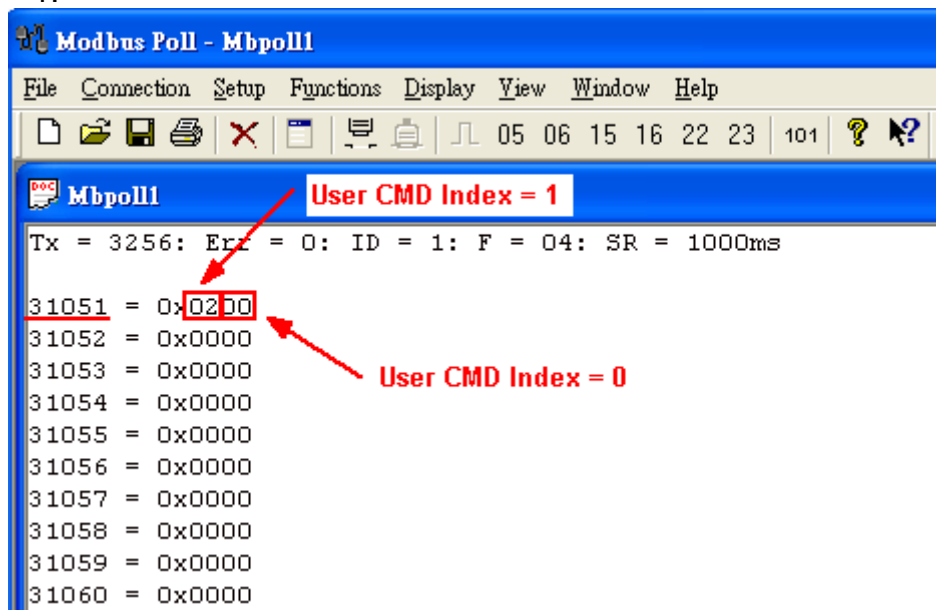 Modbus Poll - Mbpoll1
File Connection Setup Functions Display View Window Help
05 06 15 16 22 23 101
Mbpoll1
User CMD Index = 1
Tx = 3256: Err = 0: ID = 1: F = 04: SR = 1000ms
31051 = 0x0200
31052 = 0x0000
31053 = 0x0000
User CMD Index = 0
31054 = 0x0000
31055 = 0x0000
31056 = 0x0000
31057 = 0x0000
31058 = 0x0000
31059 = 0x0000
31060 = 0x0000